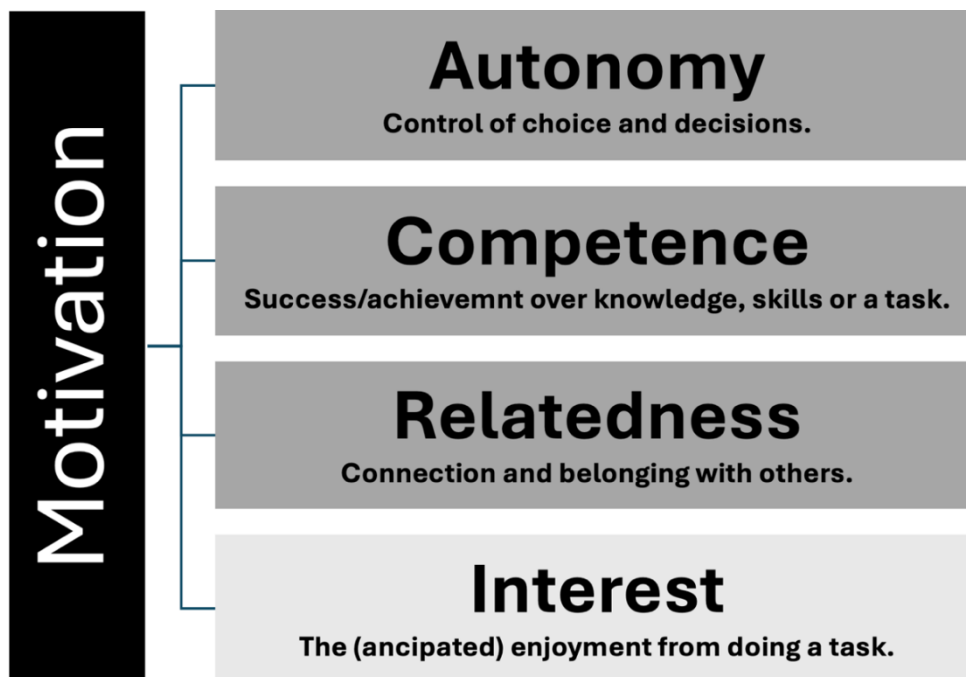 Motivation
Autonomy
Control of choice and decisions.
Competence
Success/achievemnt over knowledge, skills or a task.
Relatedness
Connection and belonging with others.
Interest
The (ancipated) enjoyment from doing a task.